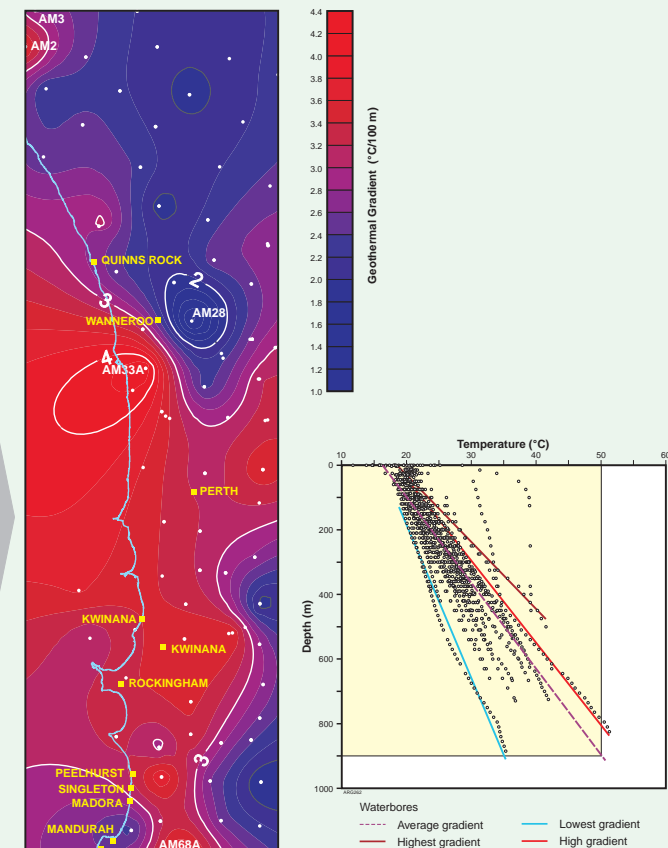 AM3
AM2
QUINNS ROCK
3
2
WANNEROO
AM28
4
AM33A
PERTH
KWINANA
KWINANA
ROCKINGHAM
3
PEELHURST
SINGLETON
MADORA
MANDURAH
AM68A
4.4
4.2
4.0
3.8
3.6
3.4
3.2
3.0
2.8
2.6
2.4
2.2
2.0
1.8
1.6
1.4
1.2
1.0
Geothermal Gradient (°C/100 m)
Temperature (°C)
10 20 30 40 50 60
0
200
400
600
800
1000
Depth (m)
ARG262
Waterbores
Average gradient
Lowest gradient
Highest gradient
High gradient